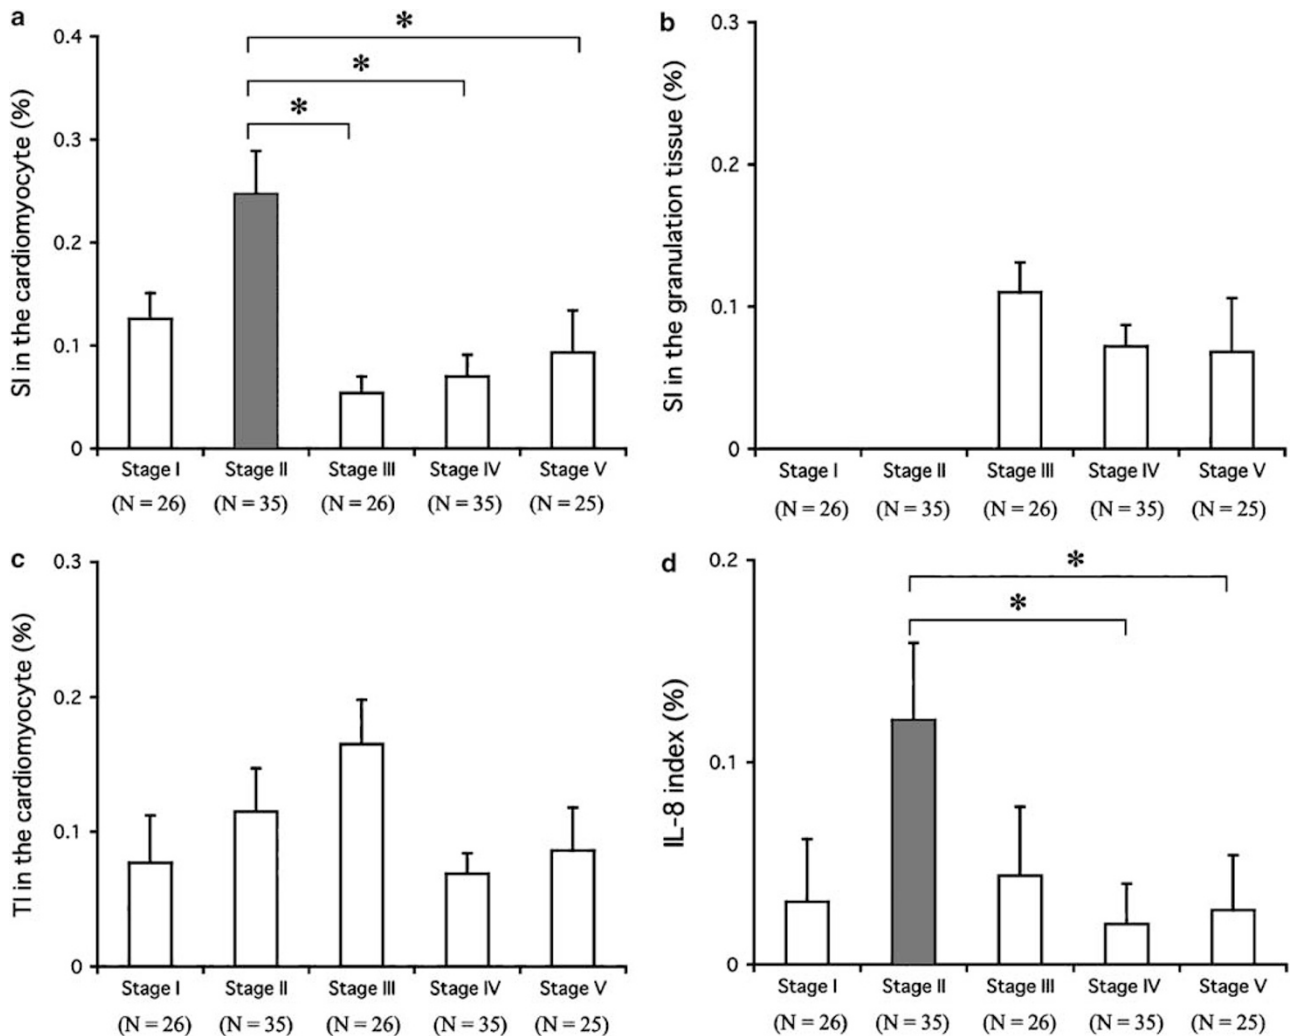 a
SI in the cardiomyocyte (%)
0.4
0.3
0.2
0.1
0
*
*
*
Stage I Stage II Stage III Stage IV Stage V
(N = 26) (N = 35) (N = 26) (N = 35) (N = 25)
b
SI in the granulation tissue (%)
0.3
0.2
0.1
0
Stage I Stage II Stage III Stage IV Stage V
(N = 26) (N = 35) (N = 26) (N = 35) (N = 25)
c
TI in the cardiomyocyte (%)
0.3
0.2
0.1
0
Stage I Stage II Stage III Stage IV Stage V
(N = 26) (N = 35) (N = 26) (N = 35) (N = 25)
d
IL-8 index (%)
0.2
0.1
0
*
*
Stage I Stage II Stage III Stage IV Stage V
(N = 26) (N = 35) (N = 26) (N = 35) (N = 25)